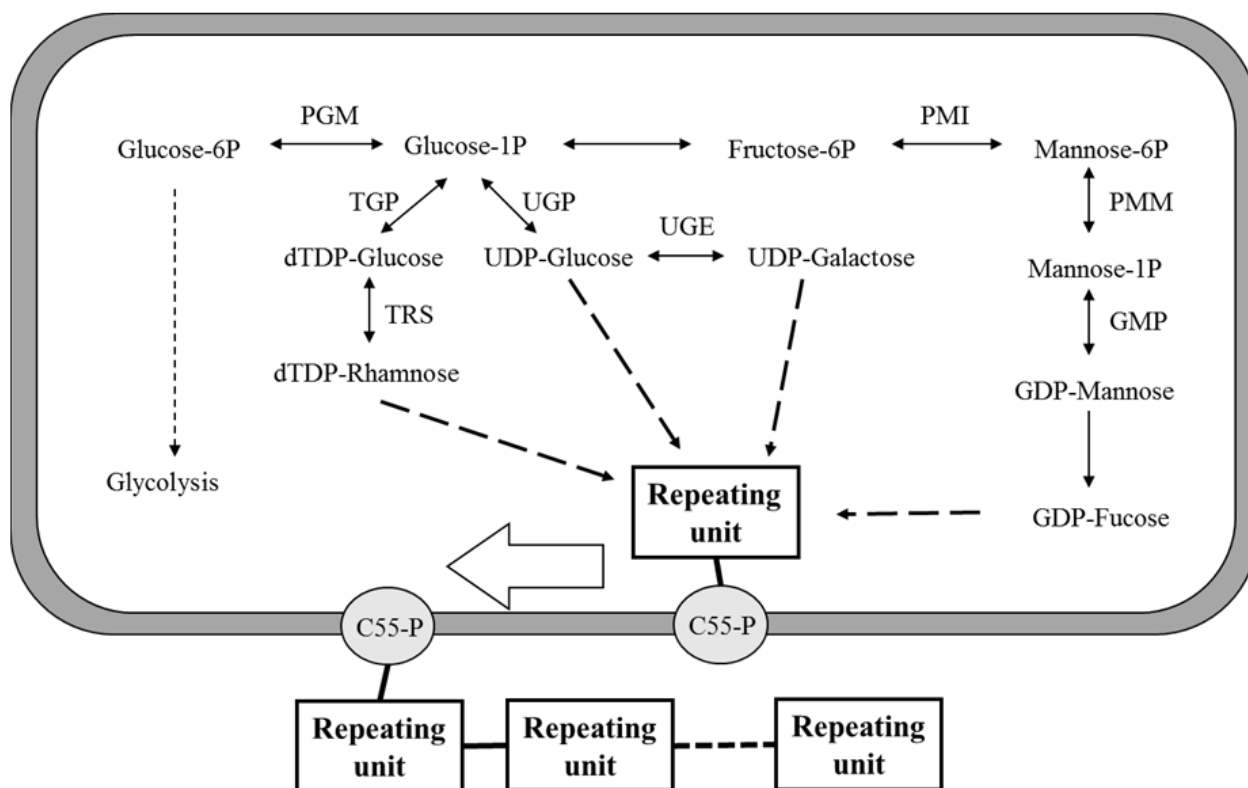 PGM
PMI
Glucose-6P
Glucose-1P
Fructose-6P
Mannose-6P
TGP
UGP
UGE
PMM
dTDP-Glucose
UDP-Glucose
UDP-Galactose
Mannose-1P
TRS
GMP
dTDP-Rhamnose
GDP-Mannose
Glycolysis
Repeating
unit
GDP-Fucose
C55-P
C55-P
Repeating
unit
Repeating
unit
Repeating
unit